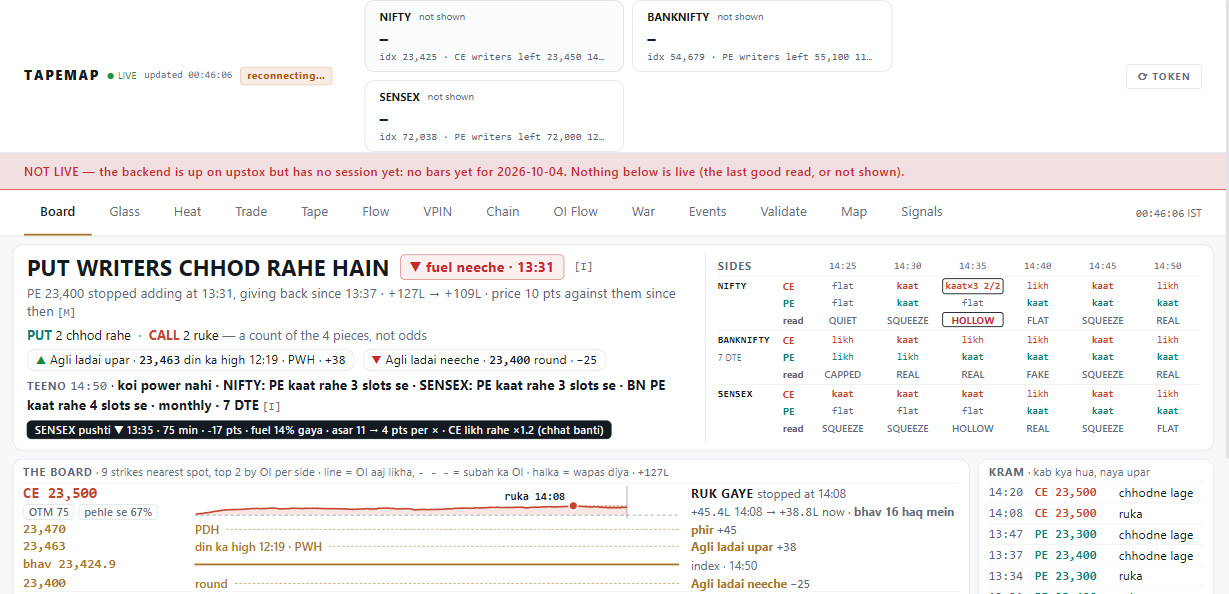 NIFTY not shown
–
idx 23,425 · CE writers left 23,450 14…
BANKNIFTY not shown
–
idx 54,679 · PE writers left 55,100 11…
TAPEMAP ● LIVE updated 00:46:06 reconnecting…
⟳ TOKEN
SENSEX not shown
–
idx 72,038 · PE writers left 72,000 12…
NOT LIVE — the backend is up on upstox but has no session yet: no bars yet for 2026-10-04. Nothing below is live (the last good read, or not shown).
Board Glass Heat Trade Tape Flow VPIN Chain OI Flow War Events Validate Map Signals 00:46:06 IST
PUT WRITERS CHHOD RAHE HAIN ▼ fuel neeche · 13:31 [I]
PE 23,400 stopped adding at 13:31, giving back since 13:37 · +127L → +109L · price 10 pts against them since
then [M]
PUT 2 chhod rahe · CALL 2 ruke — a count of the 4 pieces, not odds
▲ Agli ladai upar · 23,463 din ka high 12:19 · PWH · +38 ▼ Agli ladai neeche · 23,400 round · −25
TEENO 14:50 · koi power nahi · NIFTY: PE kaat rahe 3 slots se · SENSEX: PE kaat rahe 3 slots se · BN PE
kaat rahe 4 slots se · monthly · 7 DTE [I]
SENSEX pushti ▼ 13:35 · 75 min · -17 pts · fuel 14% gaya · asar 11 → 4 pts per × · CE likh rahe ×1.2 (chhat banti)
SIDES 14:25 14:30 14:35 14:40 14:45 14:50
NIFTY CE flat kaat kaat×3 2/2 likh kaat likh
PE flat kaat flat kaat kaat kaat
read QUIET SQUEEZE HOLLOW FLAT SQUEEZE REAL
BANKNIFTY CE likh kaat likh likh kaat likh
7 DTE PE likh likh kaat kaat kaat kaat
read CAPPED REAL REAL FAKE SQUEEZE REAL
SENSEX CE kaat kaat kaat likh kaat likh
PE flat flat flat kaat kaat kaat
read SQUEEZE SQUEEZE HOLLOW REAL SQUEEZE FLAT
THE BOARD · 9 strikes nearest spot, top 2 by OI per side · line = OI aaj likha, - - - = subah ka OI · halka = wapas diya · +127L
CE 23,500
OTM 75 pehle se 67%
ruka 14:08
RUK GAYE stopped at 14:08
+45.4L 14:08 → +38.8L now · bhav 16 haq mein
23,470 PDH phir +45
23,463 din ka high 12:19 · PWH Agli ladai upar +38
bhav 23,424.9 index · 14:50
23,400 round Agli ladai neeche −25
KRAM · kab kya hua, naya upar
14:20 CE 23,500 chhodne lage
14:08 CE 23,500 ruka
13:47 PE 23,300 chhodne lage
13:37 PE 23,400 chhodne lage
13:34 PE 23,300 ruka